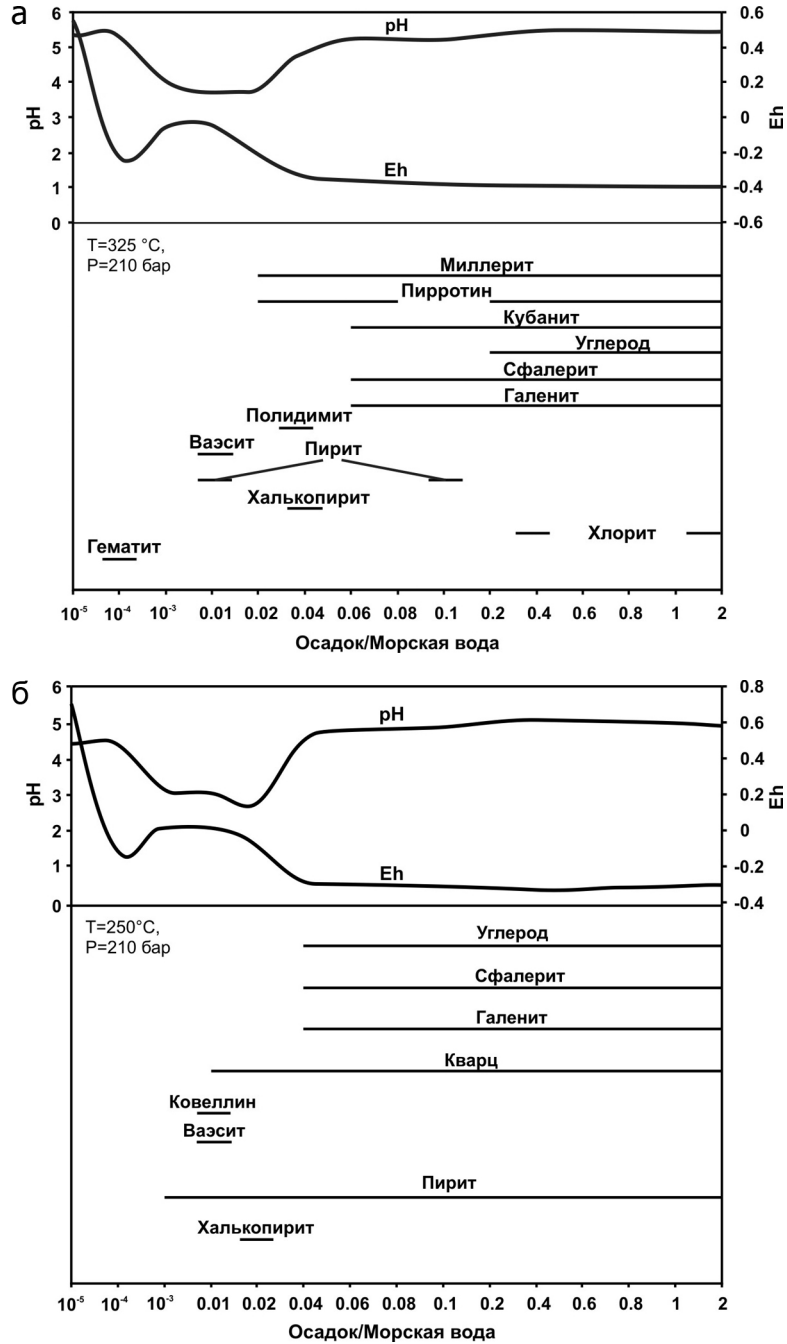 а
pH
Eh
6
5
4
3
2
1
0
0.6
0.4
0.2
0
-0.2
-0.4
-0.6
pH
Eh
T=325 °C,
P=210 бар
Миллерит
Пирротин
Кубанит
Углерод
Сфалерит
Галенит
Полидимит
Ваэсит
Пирит
Халькопирит
Хлорит
Гематит
10⁻⁵ 10⁻⁴ 10⁻³ 0.01 0.02 0.04 0.06 0.08 0.1 0.2 0.4 0.6 0.8 1 2
Осадок/Морская вода
б
pH
Eh
6
5
4
3
2
1
0
0.8
0.6
0.4
0.2
0
-0.2
-0.4
pH
Eh
T=250°C,
P=210 бар
Углерод
Сфалерит
Галенит
Кварц
Ковеллин
Ваэсит
Пирит
Халькопирит
10⁻⁵ 10⁻⁴ 10⁻³ 0.01 0.02 0.04 0.06 0.08 0.1 0.2 0.4 0.6 0.8 1 2
Осадок/Морская вода